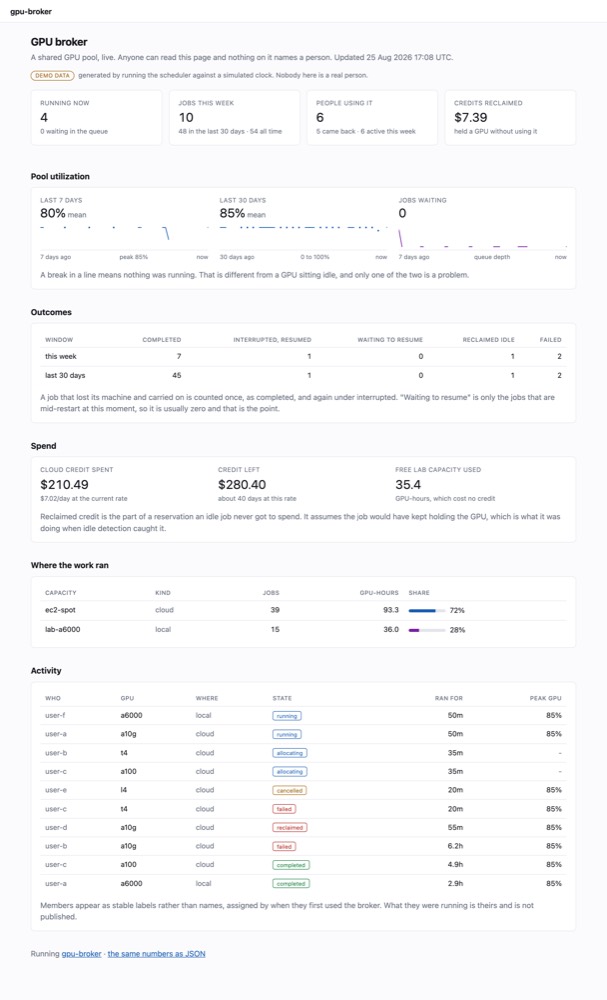 gpu-broker
GPU broker
A shared GPU pool, live. Anyone can read this page and nothing on it names a person. Updated 25 Aug 2026 17:08 UTC.
DEMO DATA generated by running the scheduler against a simulated clock. Nobody here is a real person.
RUNNING NOW JOBS THIS WEEK PEOPLE USING IT CREDITS RECLAIMED
4 10 6 $7.39
0 waiting in the queue 48 in the last 30 days · 54 all time 5 came back · 6 active this week held a GPU without using it
Pool utilization
LAST 7 DAYS LAST 30 DAYS JOBS WAITING
80% mean 85% mean 0
7 days ago peak 85% now 30 days ago 0 to 100% now 7 days ago queue depth now
A break in a line means nothing was running. That is different from a GPU sitting idle, and only one of the two is a problem.
Outcomes
WINDOW COMPLETED INTERRUPTED, RESUMED WAITING TO RESUME RECLAIMED IDLE FAILED
this week 7 1 0 1 2
last 30 days 45 1 0 1 2
A job that lost its machine and carried on is counted once, as completed, and again under interrupted. "Waiting to resume" is only the jobs that are
mid-restart at this moment, so it is usually zero and that is the point.
Spend
CLOUD CREDIT SPENT CREDIT LEFT FREE LAB CAPACITY USED
$210.49 $280.40 35.4
$7.02/day at the current rate about 40 days at this rate GPU-hours, which cost no credit
Reclaimed credit is the part of a reservation an idle job never got to spend. It assumes the job would have kept holding the GPU, which is what it was
doing when idle detection caught it.
Where the work ran
CAPACITY KIND JOBS GPU-HOURS SHARE
ec2-spot cloud 39 93.3 72%
lab-a6000 local 15 36.0 28%
Activity
WHO GPU WHERE STATE RAN FOR PEAK GPU
user-f a6000 local running 50m 85%
user-a a10g cloud running 50m 85%
user-b t4 cloud allocating 35m -
user-c a100 cloud allocating 35m -
user-e l4 cloud cancelled 20m 85%
user-c t4 cloud failed 20m 85%
user-d a10g cloud reclaimed 55m 85%
user-b a10g cloud failed 6.2h 85%
user-c a100 cloud completed 4.9h 85%
user-a a6000 local completed 2.9h 85%
Members appear as stable labels rather than names, assigned by when they first used the broker. What they were running is theirs and is not
published.
Running gpu-broker · the same numbers as JSON